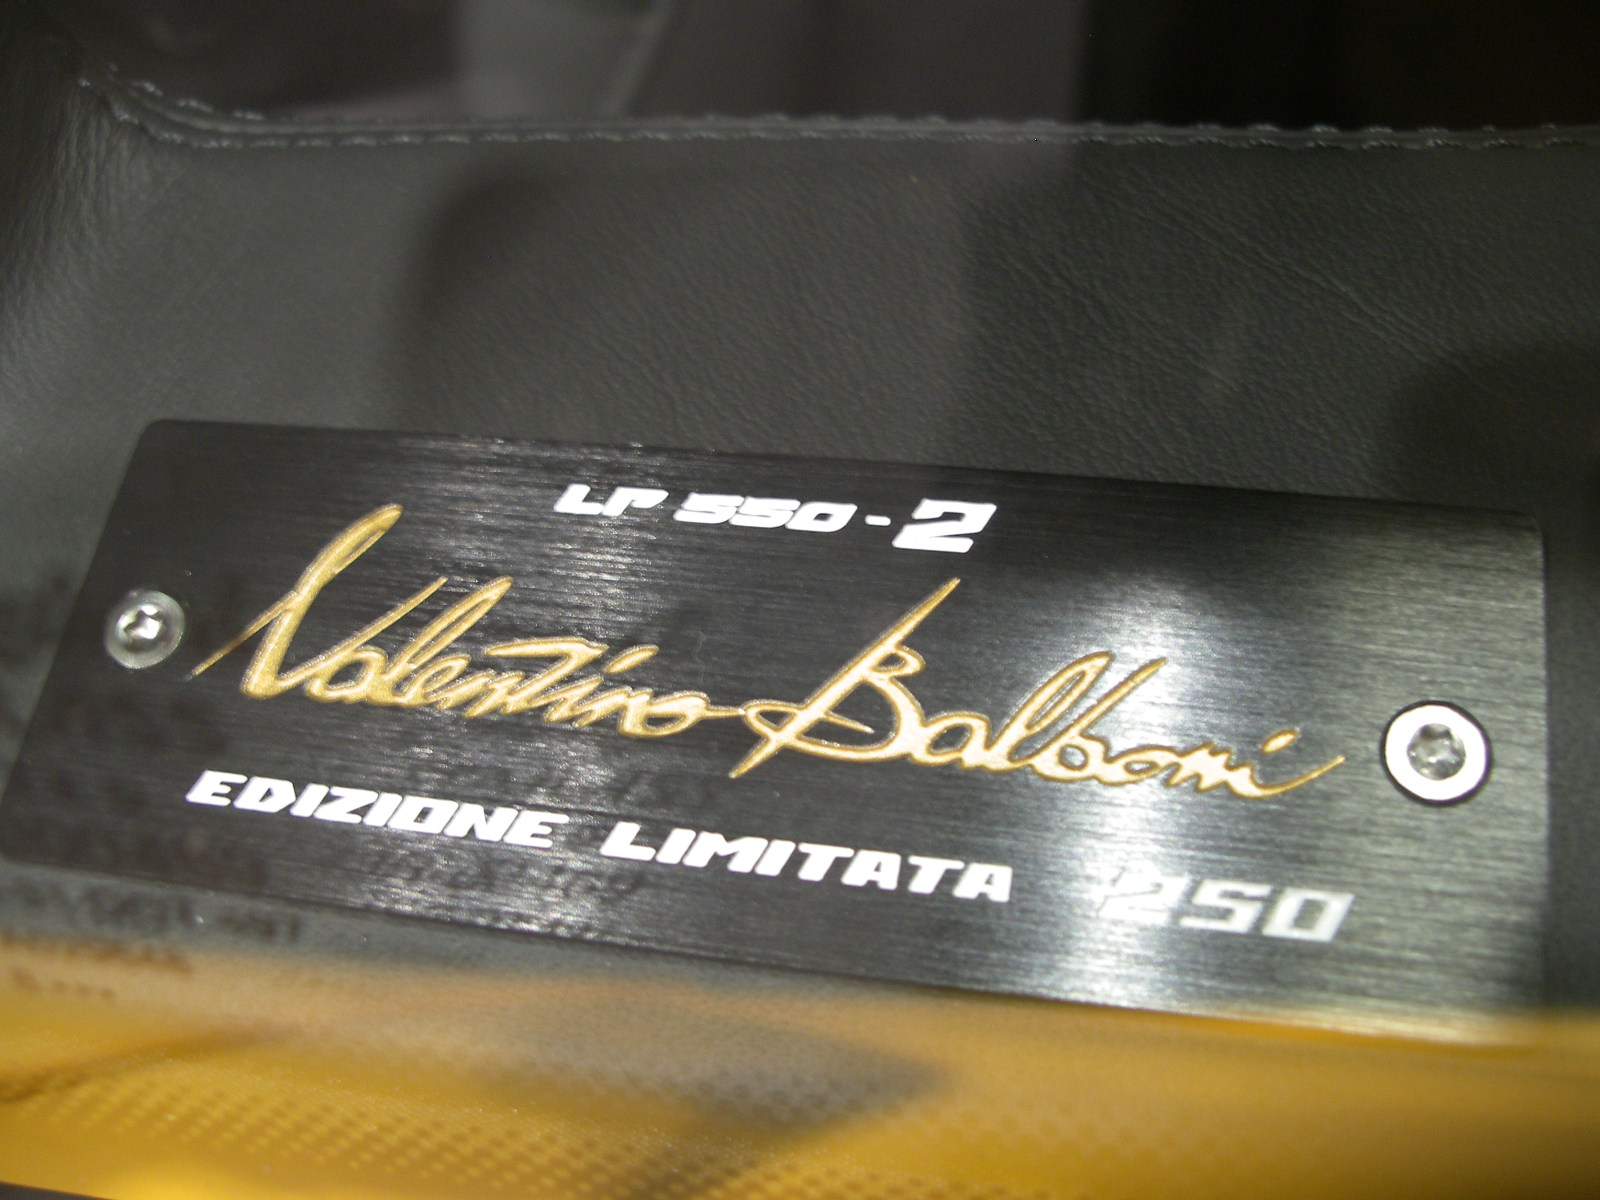 LP 550-2
Valentino Balboni
EDIZIONE LIMITATA 250